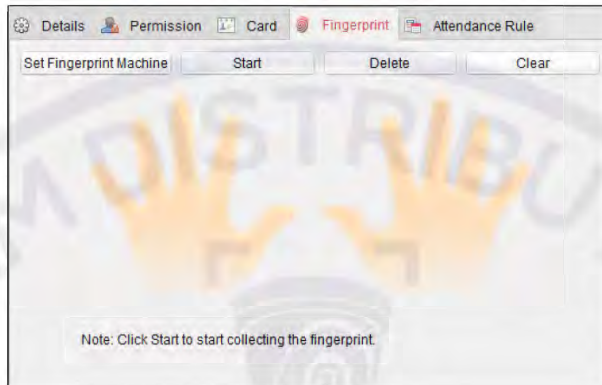 Details Permission Card Fingerprint Attendance Rule
Set Fingerprint Machine Start Delete Clear
DISTRIBU
Note: Click Start to start collecting the fingerprint.